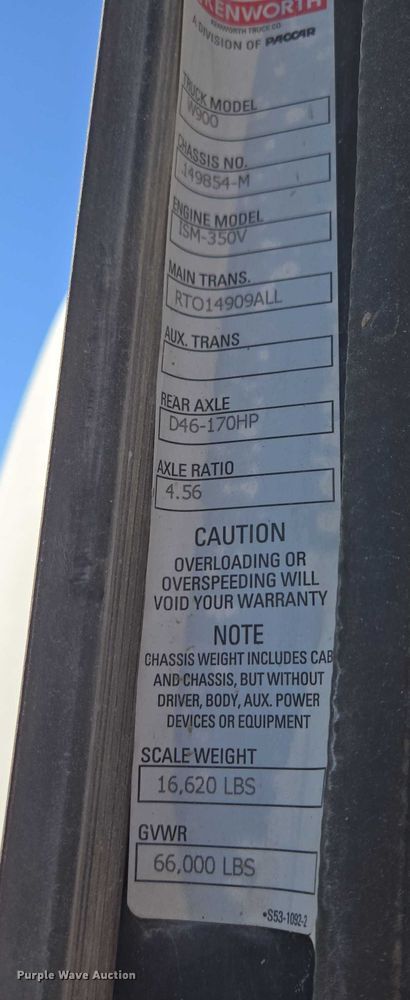 KENWORTH
KENWORTH TRUCK CO.
A DIVISION OF PACCAR
TRUCK MODEL
W900
CHASSIS NO.
149854-M
ENGINE MODEL
ISM-350V
MAIN TRANS.
RTO14909ALL
AUX. TRANS
REAR AXLE
D46-170HP
AXLE RATIO
4.56
CAUTION
OVERLOADING OR
OVERSPEEDING WILL
VOID YOUR WARRANTY
NOTE
CHASSIS WEIGHT INCLUDES CAB
AND CHASSIS, BUT WITHOUT
DRIVER, BODY, AUX. POWER
DEVICES OR EQUIPMENT
SCALE WEIGHT
16,620 LBS
GVWR
66,000 LBS
•S53-1092-2
Purple Wave Auction